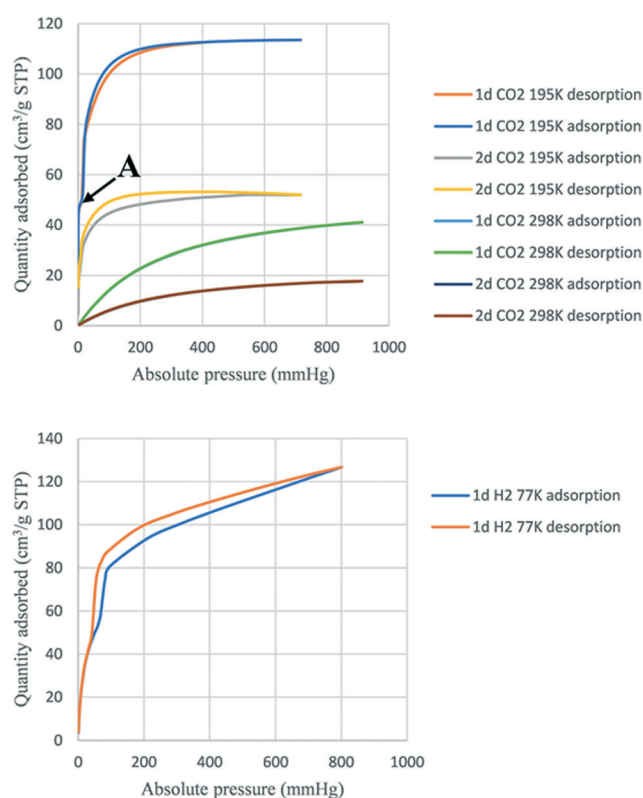 120
100
80
60
40
20
0
Quantity adsorbed (cm³/g STP)
A
0 200 400 600 800 1000
Absolute pressure (mmHg)
1d CO2 195K desorption
1d CO2 195K adsorption
2d CO2 195K adsorption
2d CO2 195K desorption
1d CO2 298K adsorption
1d CO2 298K desorption
2d CO2 298K adsorption
2d CO2 298K desorption
140
120
100
80
60
40
20
0
Quantity adsorbed (cm³/g STP)
0 200 400 600 800 1000
Absolute pressure (mmHg)
1d H2 77K adsorption
1d H2 77K desorption